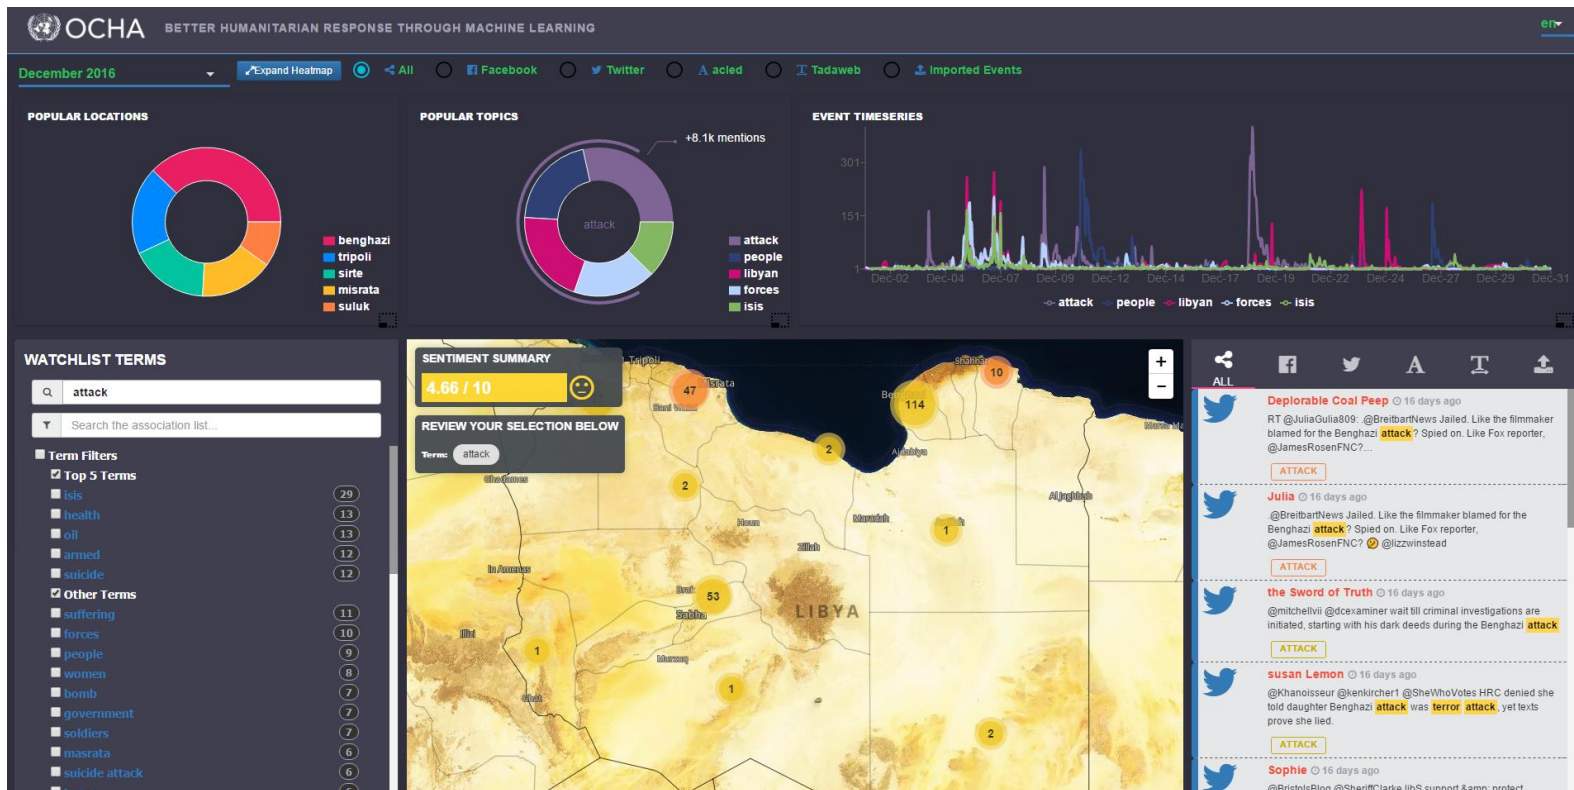 OCHA BETTER HUMANITARIAN RESPONSE THROUGH MACHINE LEARNING
en
December 2016
Expand Heatmap
All
Facebook
Twitter
A acled
Tadaweb
Imported Events
POPULAR LOCATIONS
benghazi
tripoli
sirte
misrata
suluk
POPULAR TOPICS
+8.1k mentions
attack
attack
people
libyan
forces
isis
EVENT TIMESERIES
301
151
1
Dec-02 Dec-04 Dec-07 Dec-09 Dec-12 Dec-14 Dec-17 Dec-19 Dec-22 Dec-24 Dec-27 Dec-29 Dec-31
attack people libyan forces isis
WATCHLIST TERMS
attack
Search the association list...
Term Filters
Top 5 Terms
isis 29
health 13
oil 13
armed 12
suicide 12
Other Terms
suffering 11
forces 10
people 9
women 8
bomb 7
government 7
soldiers 7
masrata 6
suicide attack 6
SENTIMENT SUMMARY
4.66 / 10
REVIEW YOUR SELECTION BELOW
Term: attack
Tripoli
47
10
114
2
2
Ghadames
Al Jaghbub
Houn
Maradah
1
Zillah
In Amenas
Brak
53
Sabha
LIBYA
Illizi
1
Murzuq
1
Ghat
2
+
−
ALL
A
Deplorable Coal Peep 16 days ago
RT @JuliaGulia809: .@BreitbartNews Jailed. Like the filmmaker
blamed for the Benghazi attack? Spied on. Like Fox reporter,
@JamesRosenFNC?...
ATTACK
Julia 16 days ago
.@BreitbartNews Jailed. Like the filmmaker blamed for the
Benghazi attack? Spied on. Like Fox reporter,
@JamesRosenFNC? @lizzwinstead
ATTACK
the Sword of Truth 16 days ago
@mitchellvii @dcexaminer wait till criminal investigations are
initiated, starting with his dark deeds during the Benghazi attack
ATTACK
susan Lemon 16 days ago
@Khanoisseur @kenkircher1 @SheWhoVotes HRC denied she
told daughter Benghazi attack was terror attack, yet texts
prove she lied.
ATTACK
Sophie 16 days ago
@BristolsBlog @SheriffClarke libS support &amp; protect